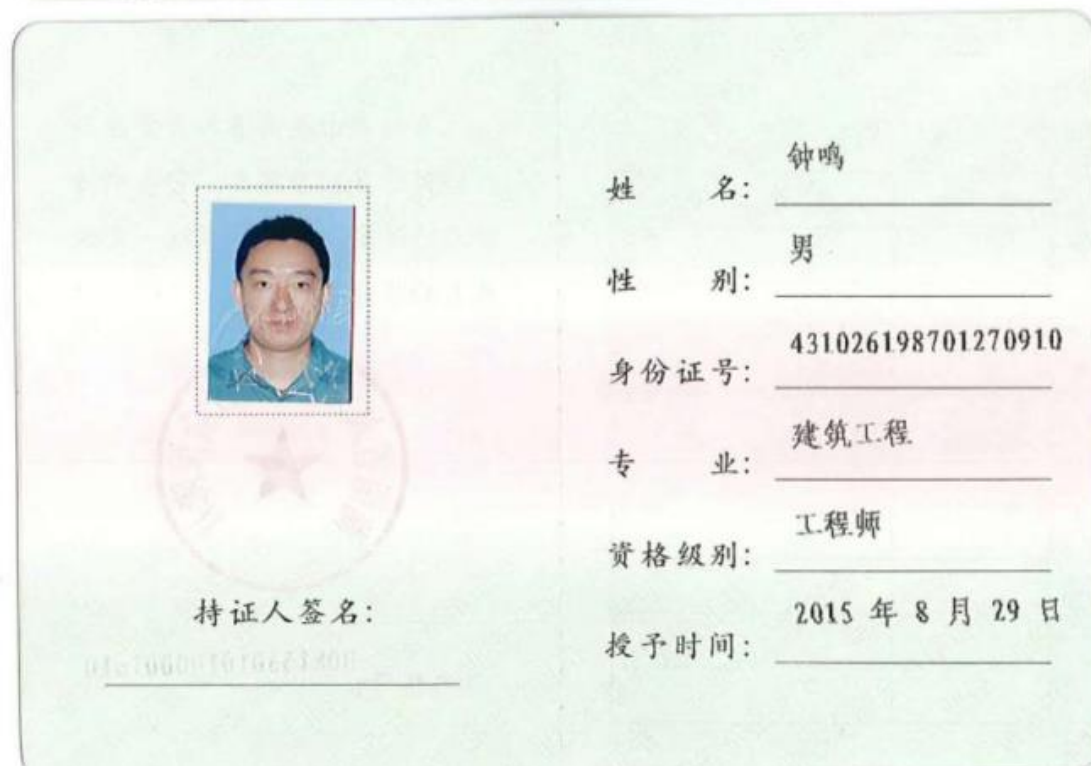 持证人签名:
姓 名: 钟鸣
性 别: 男
身份证号: 431026198701270910
专 业: 建筑工程
资格级别: 工程师
授予时间: 2015 年 8 月 29 日